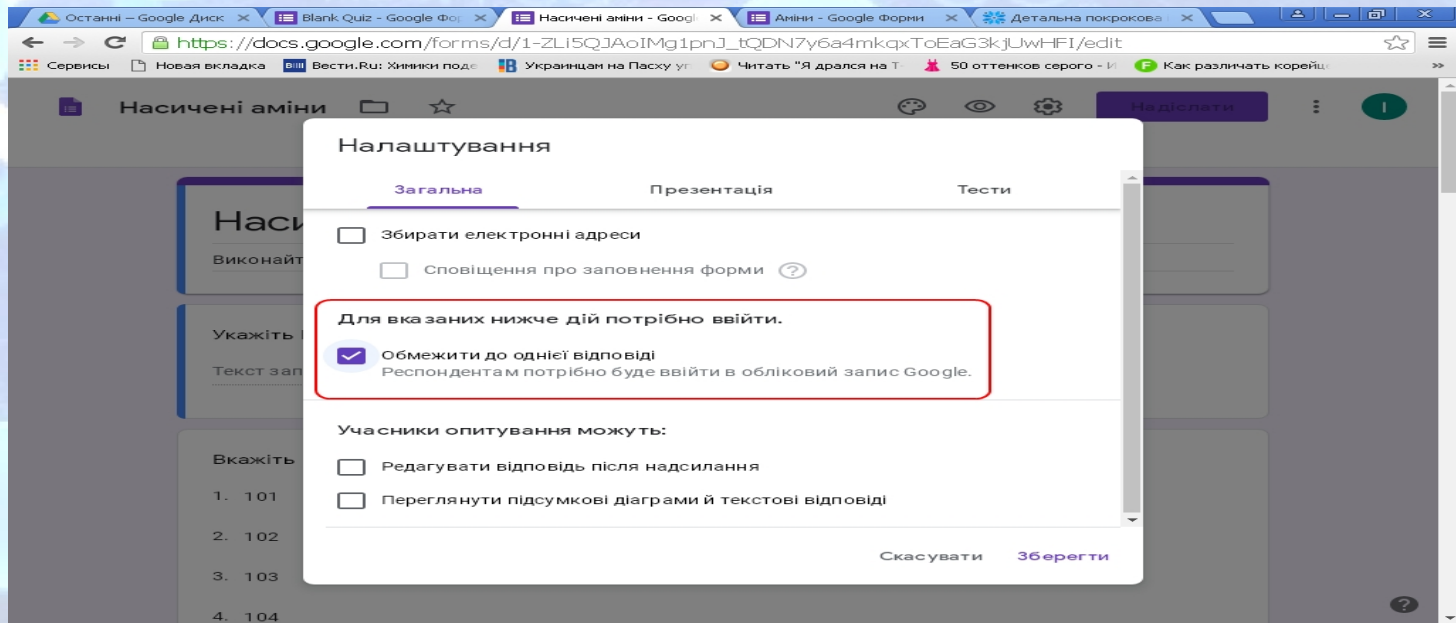 Останні – Google Диск
Blank Quiz - Google Фор
Насичені аміни - Googl
Аміни - Google Форми
Детальна покрокова
https://docs.google.com/forms/d/1-ZLi5QJAoIMg1pnJ_tQDN7y6a4mkqxToEaG3kjUwHFI/edit
Сервисы
Новая вкладка
Вести.Ru: Химики поде
Украинцам на Пасху уг
Читать "Я дрался на Т-
50 оттенков серого - И
Как различать корейц
Насичені аміни
Надіслати
І
Налаштування
Загальна
Презентація
Тести
Наси
Збирати електронні адреси
Виконайт
Сповіщення про заповнення форми
Для вказаних нижче дій потрібно ввійти.
Укажіть
Обмежити до однієї відповіді
Текст зап
Респондентам потрібно буде ввійти в обліковий запис Google.
Учасники опитування можуть:
Вкажіть
Редагувати відповідь після надсилання
1. 101
Переглянути підсумкові діаграми й текстові відповіді
2. 102
Скасувати
Зберегти
3. 103
4. 104